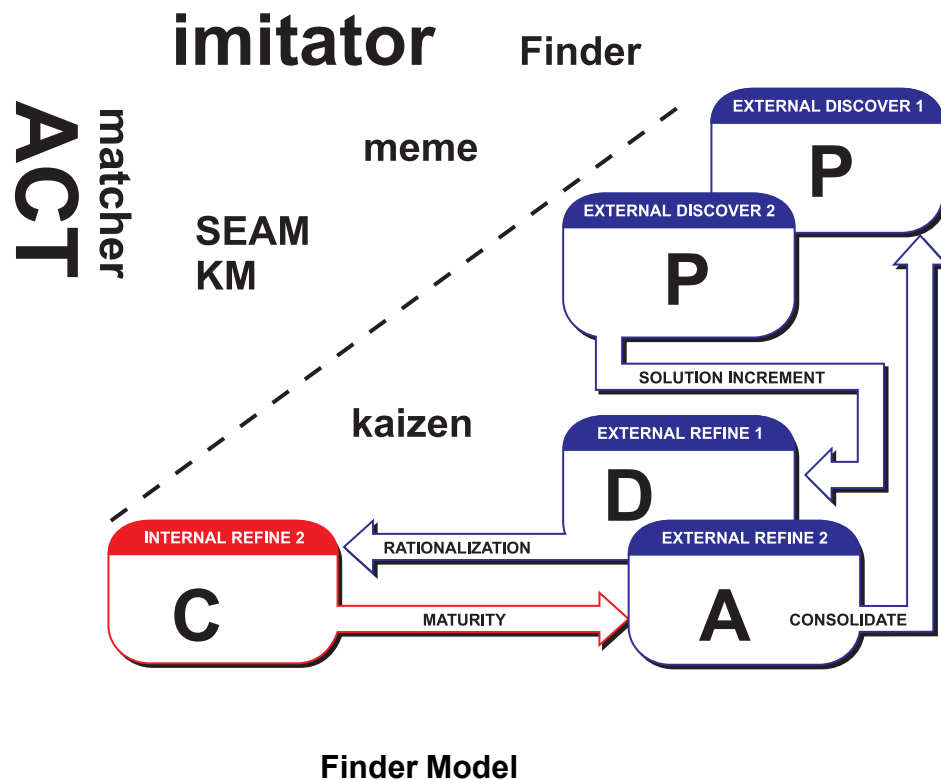 imitator
Finder
ACT
matcher
meme
SEAM
KM
EXTERNAL DISCOVER 1
P
EXTERNAL DISCOVER 2
P
SOLUTION INCREMENT
kaizen
EXTERNAL REFINE 1
D
INTERNAL REFINE 2
RATIONALIZATION
EXTERNAL REFINE 2
C
MATURITY
A
CONSOLIDATE
Finder Model